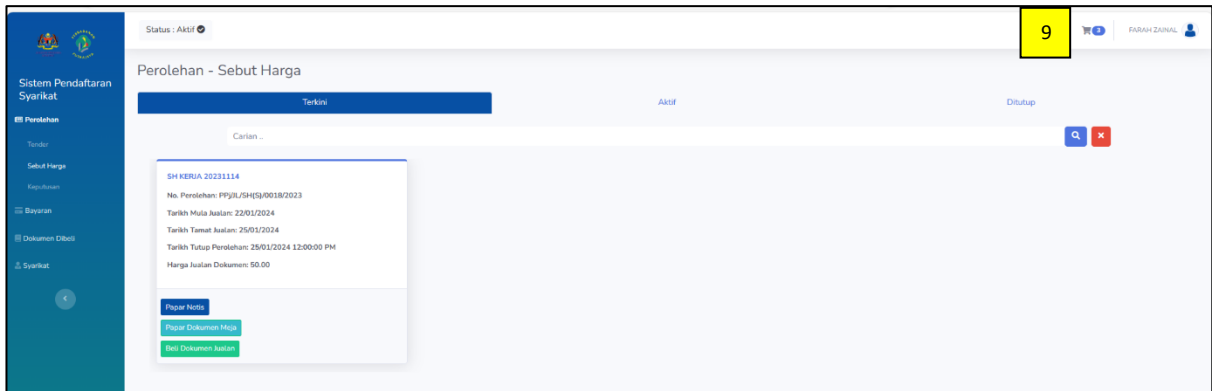 Status : Aktif
9
3
FARAH ZAINAL
Sistem Pendaftaran
Syarikat
Perolehan
Tender
Sebut Harga
Keputusan
Bayaran
Dokumen Dibeli
Syarikat
Perolehan - Sebut Harga
Terkini
Aktif
Ditutup
Carian ..
SH KERJA 20231114
No. Perolehan: PPj/JL/SH(S)/0018/2023
Tarikh Mula Jualan: 22/01/2024
Tarikh Tamat Jualan: 25/01/2024
Tarikh Tutup Perolehan: 25/01/2024 12:00:00 PM
Harga Jualan Dokumen: 50.00
Papar Notis
Papar Dokumen Meja
Beli Dokumen Jualan